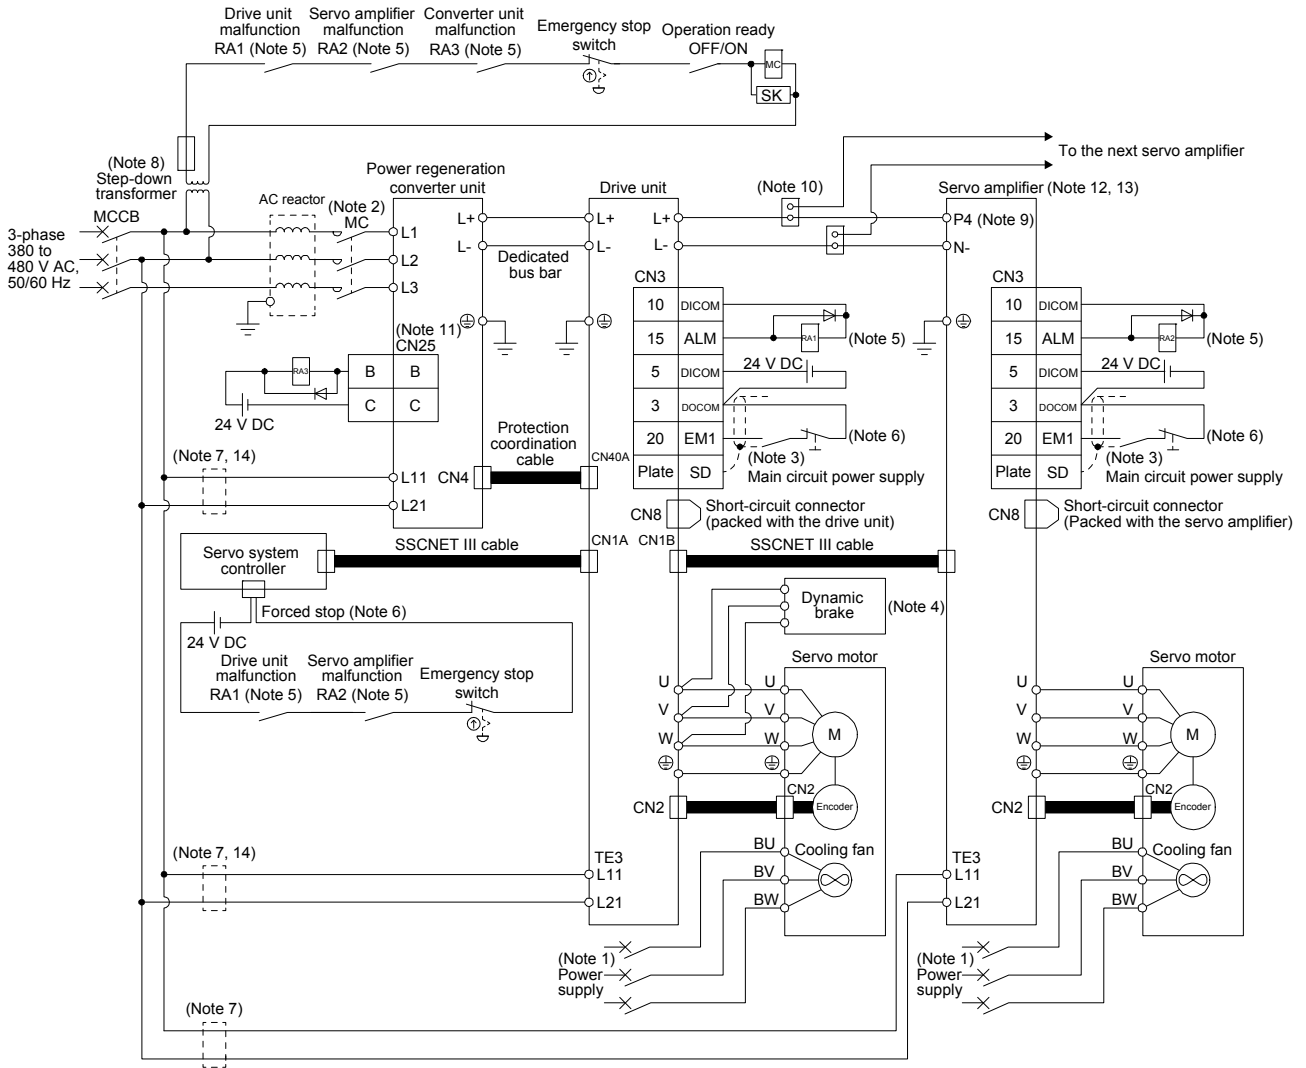 Drive unit
malfunction
RA1 (Note 5)
Servo amplifier
malfunction
RA2 (Note 5)
Converter unit
malfunction
RA3 (Note 5)
Emergency stop
switch
Operation ready
OFF/ON
MC
SK
(Note 8)
Step-down
transformer
MCCB
3-phase
380 to
480 V AC,
50/60 Hz
AC reactor
(Note 2)
MC
Power regeneration
converter unit
L1
L2
L3
L+
L-
Dedicated
bus bar
Drive unit
L+
L-
L+
L-
(Note 10)
To the next servo amplifier
Servo amplifier (Note 12, 13)
P4 (Note 9)
N-
(Note 11)
CN25
B
B
C
C
RA3
24 V DC
CN3
10
DICOM
15
ALM
5
DICOM
3
DOCOM
20
EM1
Plate
SD
RA1
(Note 5)
24 V DC
(Note 6)
(Note 3)
Main circuit power supply
CN3
10
DICOM
15
ALM
5
DICOM
3
DOCOM
20
EM1
Plate
SD
RA2
(Note 5)
24 V DC
(Note 6)
(Note 3)
Main circuit power supply
(Note 7, 14)
L11
L21
CN4
Protection
coordination
cable
CN40A
CN8
Short-circuit connector
(packed with the drive unit)
CN8
Short-circuit connector
(Packed with the servo amplifier)
Servo system
controller
SSCNET III cable
CN1A
CN1B
SSCNET III cable
Forced stop (Note 6)
24 V DC
Drive unit
malfunction
RA1 (Note 5)
Servo amplifier
malfunction
RA2 (Note 5)
Emergency stop
switch
Dynamic
brake
(Note 4)
Servo motor
U
U
V
V
W
W
M
CN2
CN2
Encoder
BU
BV
BW
Cooling fan
Servo motor
U
U
V
V
W
W
M
CN2
CN2
Encoder
BU
BV
BW
Cooling fan
(Note 7, 14)
TE3
L11
L21
TE3
L11
L21
(Note 1)
Power
supply
(Note 1)
Power
supply
(Note 7)